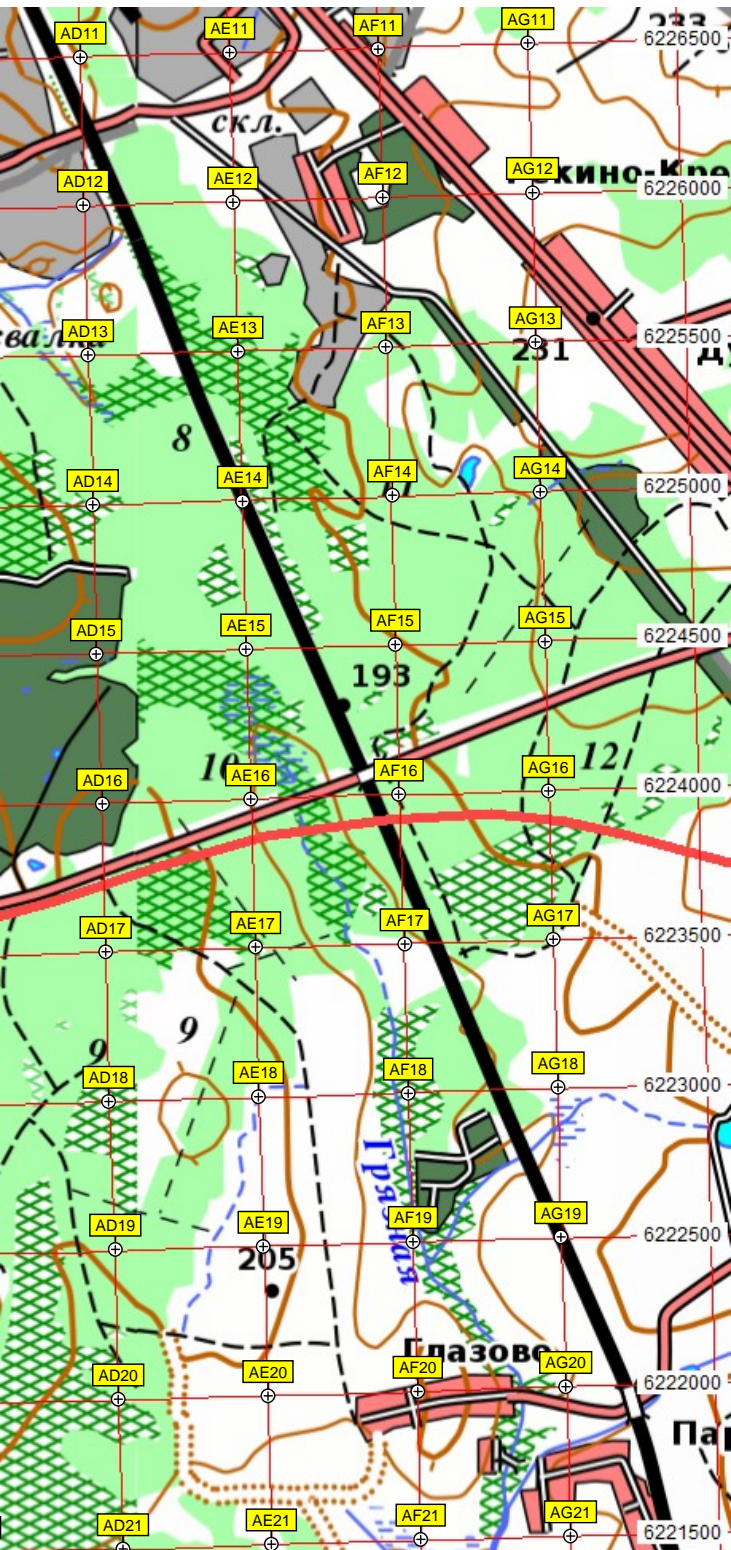 233
AD11 AE11 AF11 AG11 6226500
скл.
AD12 AE12 AF12 AG12 6226000
AD13 AE13 AF13 AG13 6225500
231
8
AD14 AE14 AF14 AG14 6225000
AD15 AE15 AF15 AG15 6224500
193
10 12
AD16 AE16 AF16 AG16 6224000
AD17 AE17 AF17 AG17 6223500
9 9
AD18 AE18 AF18 AG18 6223000
Грязная
AD19 AE19 AF19 AG19 6222500
205
Глазово
AD20 AE20 AF20 AG20 6222000
Пар
AD21 AE21 AF21 AG21 6221500